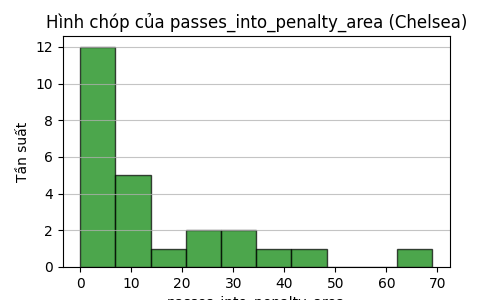 Hình chóp của passes_into_penalty_area (Chelsea)
12
10
8
6
4
2
0
Tần suất
0 10 20 30 40 50 60 70
passes_into_penalty_area